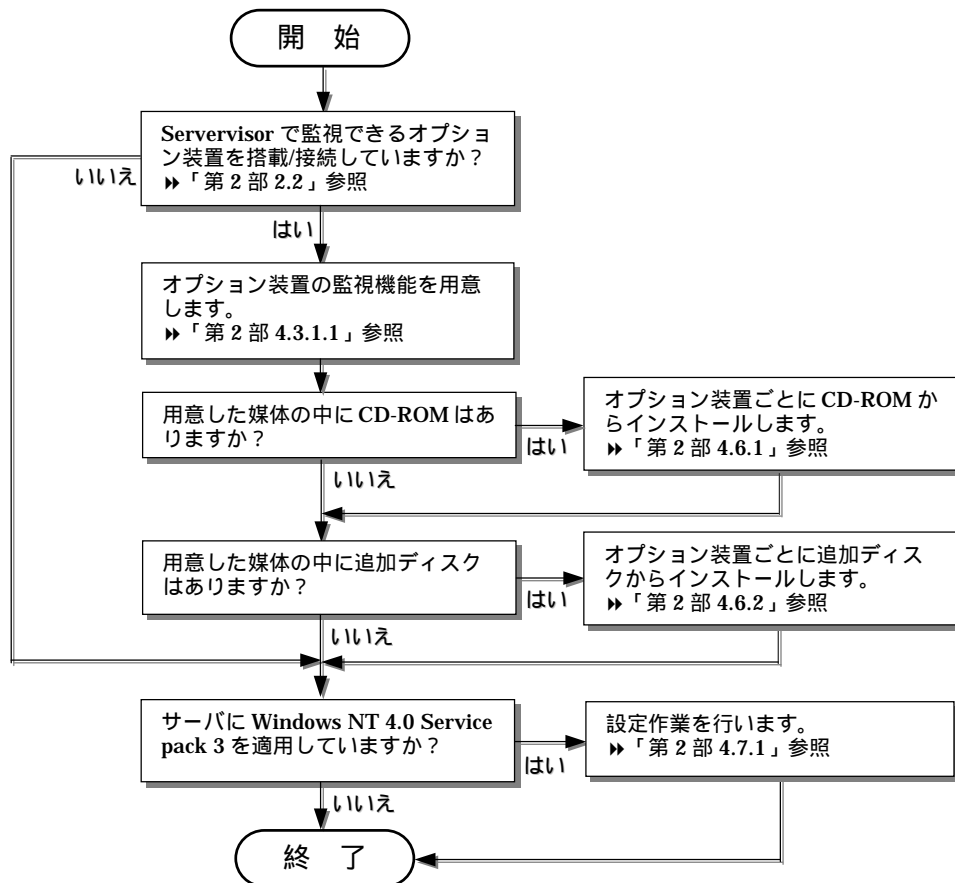 開　始
Servervisor で監視できるオプショ
ン装置を搭載/接続していますか？
「第 2 部 2.2」参照
いいえ
はい
オプション装置の監視機能を用意
します。
「第 2 部 4.3.1.1」参照
用意した媒体の中に CD-ROM はあ
りますか？
はい
オプション装置ごとに CD-ROM か
らインストールします。
「第 2 部 4.6.1」参照
いいえ
用意した媒体の中に追加ディスク
はありますか？
はい
オプション装置ごとに追加ディス
クからインストールします。
「第 2 部 4.6.2」参照
いいえ
サーバに Windows NT 4.0 Service
pack 3 を適用していますか？
はい
設定作業を行います。
「第 2 部 4.7.1」参照
いいえ
終　了